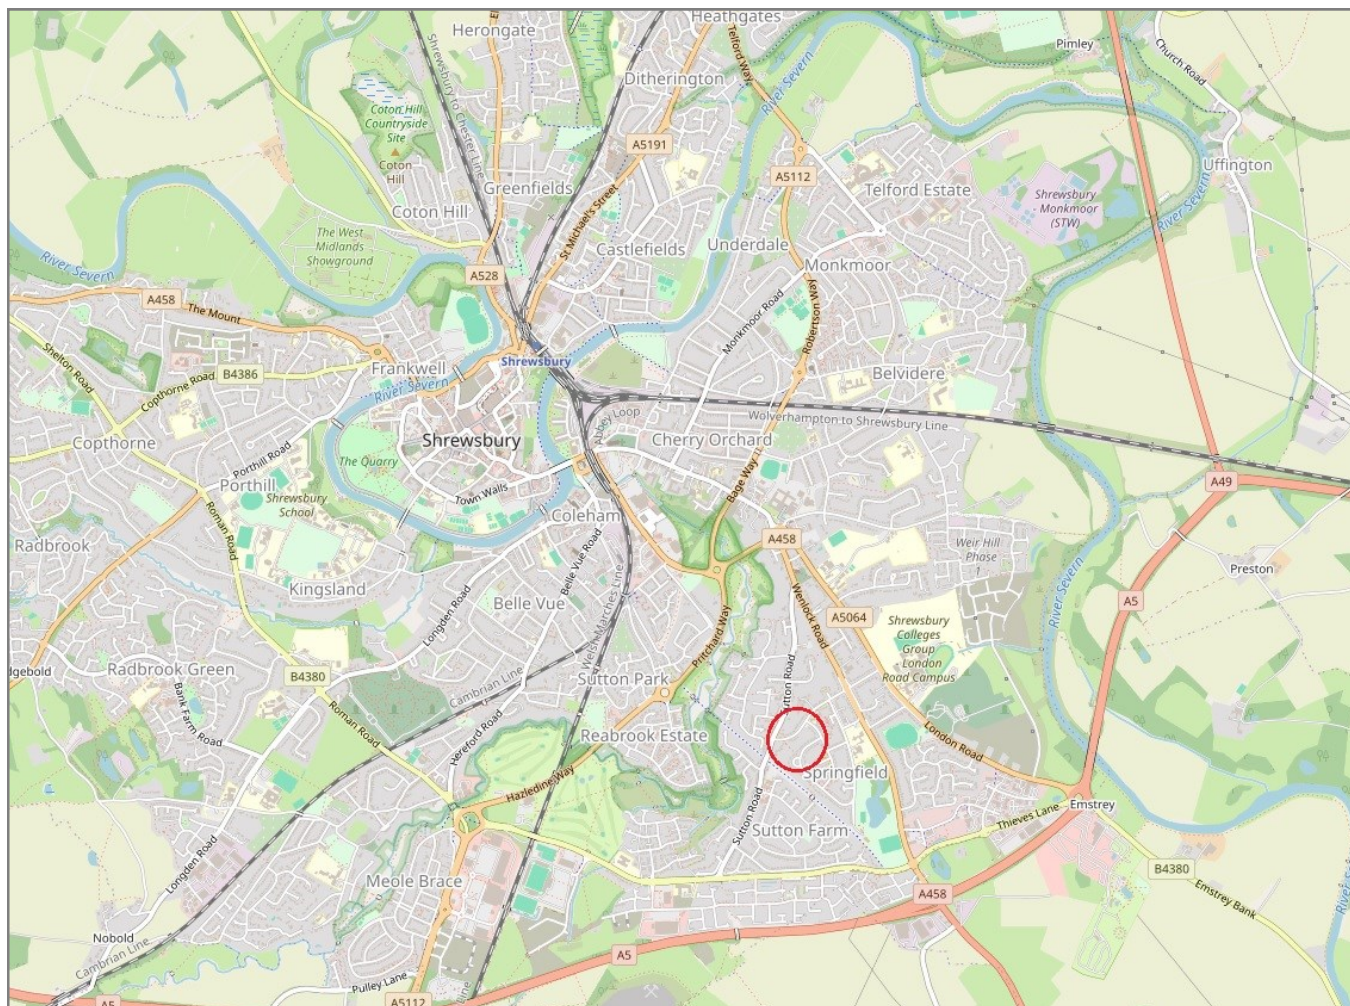 Heathgates
Herongate
Telford Way
Pimley
Church Road
Shrewsbury to Chester Line
Ditherington
River Severn
River Severn
Coton Hill
Countryside
Site
Coton
Hill
A5191
Uffington
A5112
Telford Estate
Greenfields
Shrewsbury
Monkmoor
(STW)
River Severn
Coton Hill
St Michael's Street
The West
Midlands
Showground
Castlefields
Underdale
Monkmoor
River Severn
A528
A458
The Mount
Monkmoor Road
Robertson Way
Shelton Road
Shrewsbury
Frankwell
B4386
Copthorne Road
River Severn
Belvidere
Abbey Loop
Wolverhampton to Shrewsbury Line
Copthorne
Shrewsbury
Cherry Orchard
Porthill Road
The Quarry
Bage Way
A49
Porthill
Shrewsbury
School
Town Walls
Coleham
Roman Road
Radbrook
A458
Weir Hill
Phase
1
Preston
Belle Vue Road
Welsh Marches Line
Kingsland
Longden Road
Belle Vue
Wenlock Road
River Severn
A5
A5064
Shrewsbury
Colleges
Group
London
Road Campus
Pritchard Way
dgebold
Radbrook Green
B4380
Cambrian Line
Sutton Park
Sutton Road
Bank Farm Road
Roman Road
Hereford Road
Reabrook Estate
London Road
Springfield
Hazledine Way
Sutton Road
Emstrey
Thieves Lane
Sutton Farm
Longden Road
Meole Brace
B4380
A458
Emstrey Bank
River Severn
Nobold
Cambrian Line
A5
Pulley Lane
A5
A5112
Line